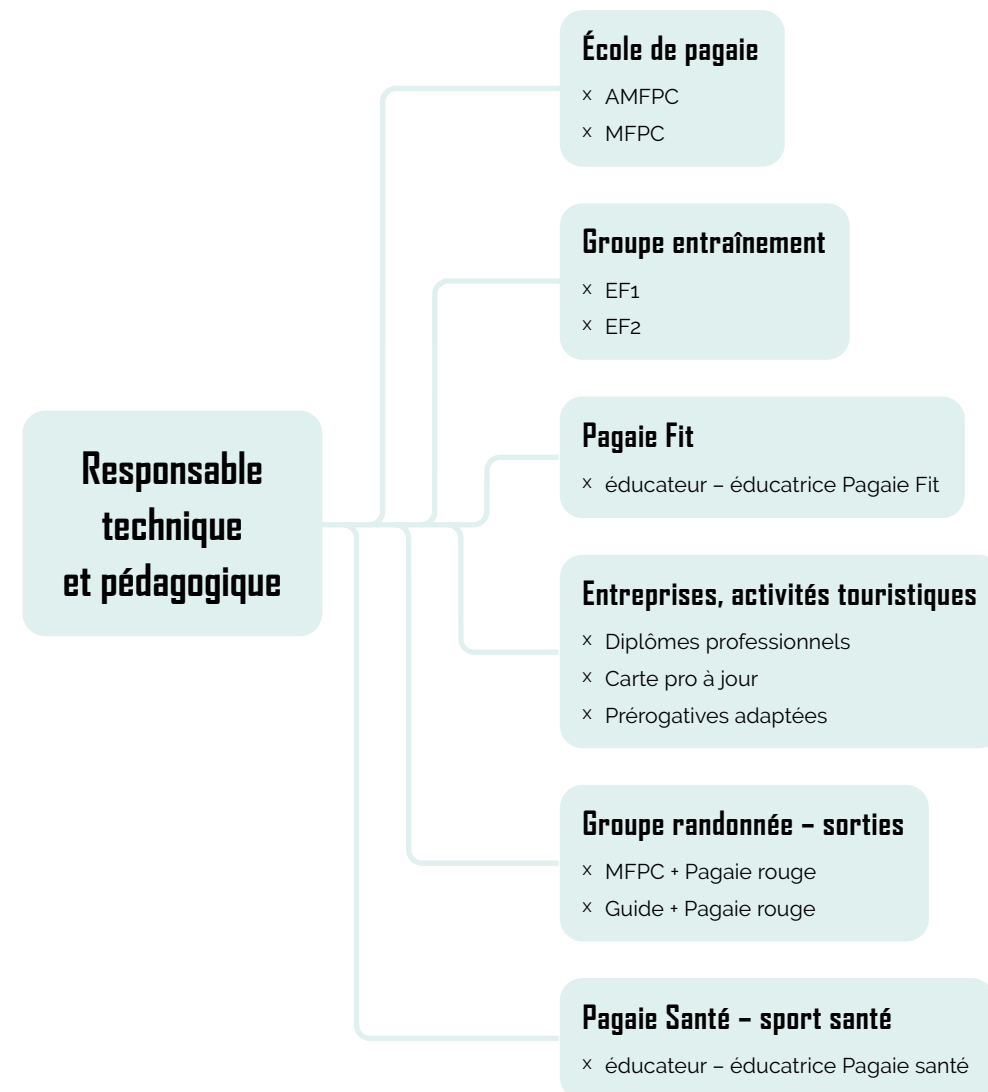 École de pagaie
x AMFPC
x MFPC
Groupe entraînement
x EF1
x EF2
Pagaie Fit
x éducateur – éducatrice Pagaie Fit
Responsable
technique
et pédagogique
Entreprises, activités touristiques
x Diplômes professionnels
x Carte pro à jour
x Prérogatives adaptées
Groupe randonnée – sorties
x MFPC + Pagaie rouge
x Guide + Pagaie rouge
Pagaie Santé – sport santé
x éducateur – éducatrice Pagaie santé